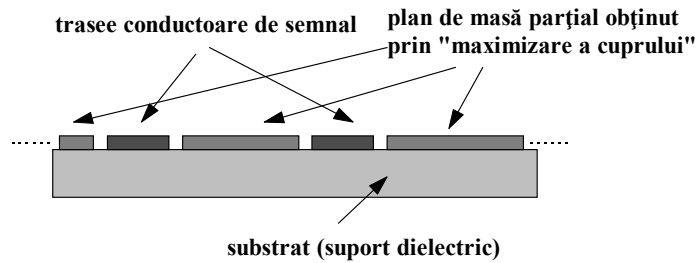 trasee conductoare de semnal
plan de masă parţial obţinut
prin "maximizare a cuprului"
substrat (suport dielectric)